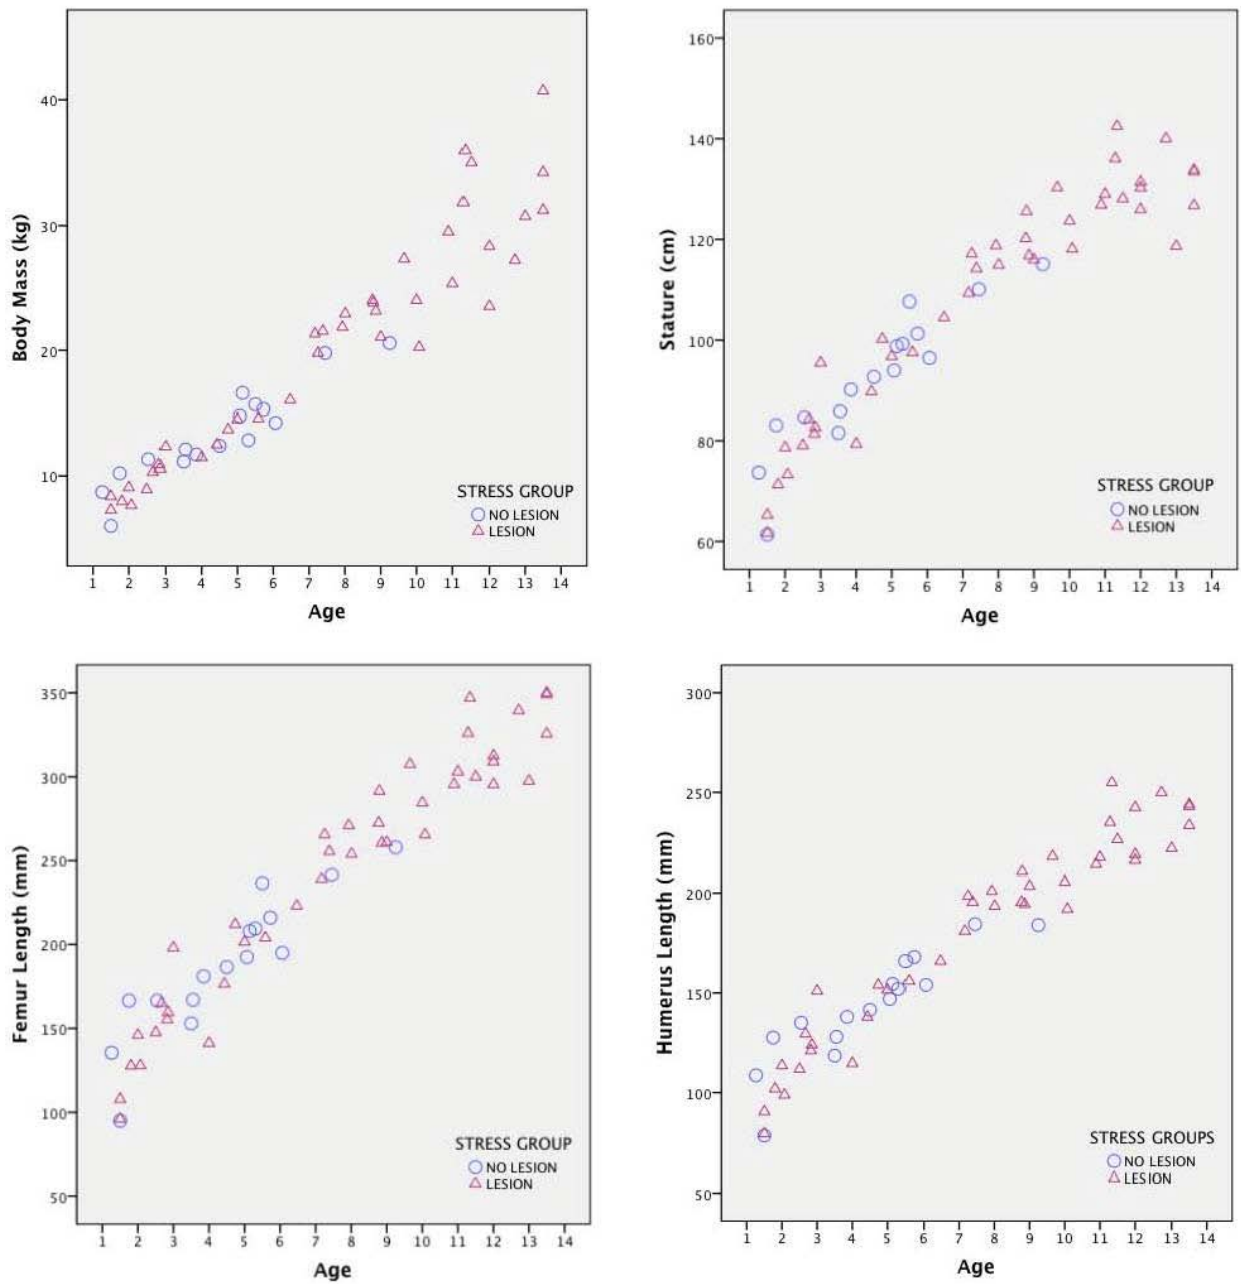 Body Mass (kg)
40
30
20
10
STRESS GROUP
NO LESION
LESION
1 2 3 4 5 6 7 8 9 10 11 12 13 14
Age
Stature (cm)
160
140
120
100
80
60
STRESS GROUP
NO LESION
LESION
1 2 3 4 5 6 7 8 9 10 11 12 13 14
Age
Femur Length (mm)
350
300
250
200
150
100
50
STRESS GROUP
NO LESION
LESION
1 2 3 4 5 6 7 8 9 10 11 12 13 14
Age
Humerus Length (mm)
300
250
200
150
100
50
STRESS GROUPS
NO LESION
LESION
1 2 3 4 5 6 7 8 9 10 11 12 13 14
Age